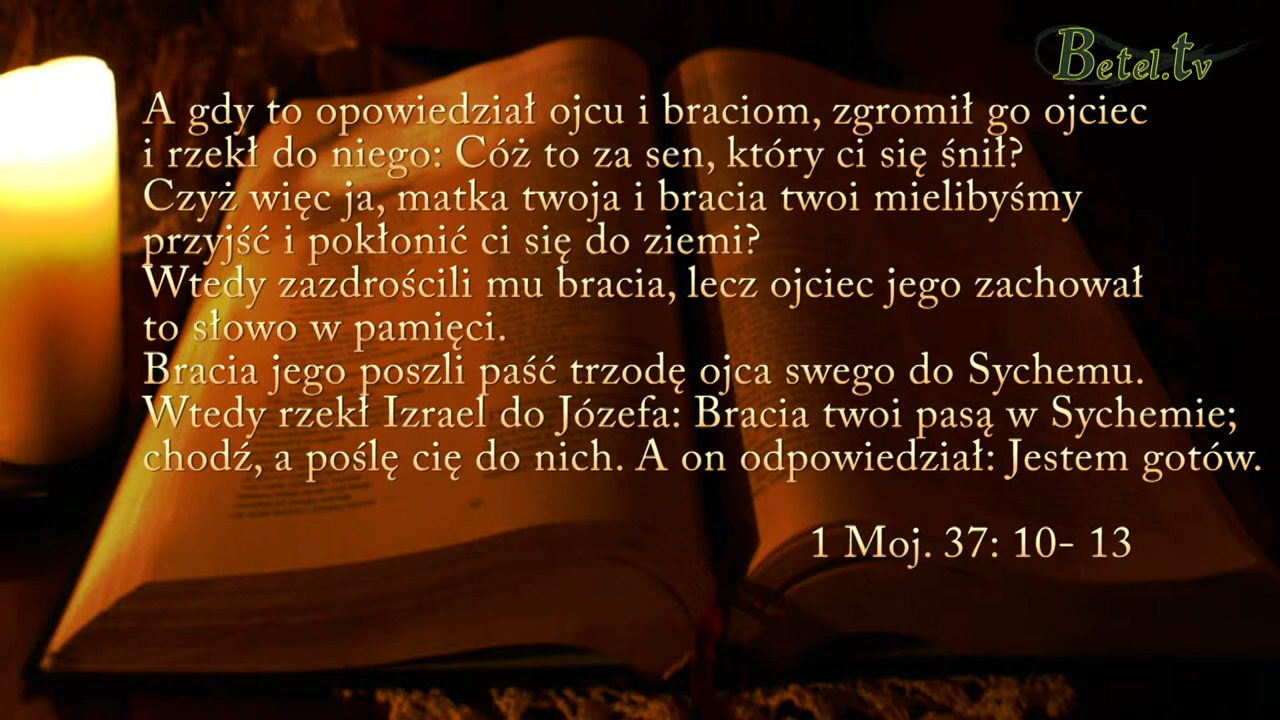 Betel.tv
A gdy to opowiedział ojcu i braciom, zgromił go ojciec
i rzekł do niego: Cóż to za sen, który ci się śnił?
Czyż więc ja, matka twoja i bracia twoi mielibyśmy
przyjść i pokłonić ci się do ziemi?
Wtedy zazdrościli mu bracia, lecz ojciec jego zachował
to słowo w pamięci.
Bracia jego poszli paść trzodę ojca swego do Sychemu.
Wtedy rzekł Izrael do Józefa: Bracia twoi pasą w Sychemie;
chodź, a poślę cię do nich. A on odpowiedział: Jestem gotów.
1 Moj. 37: 10- 13